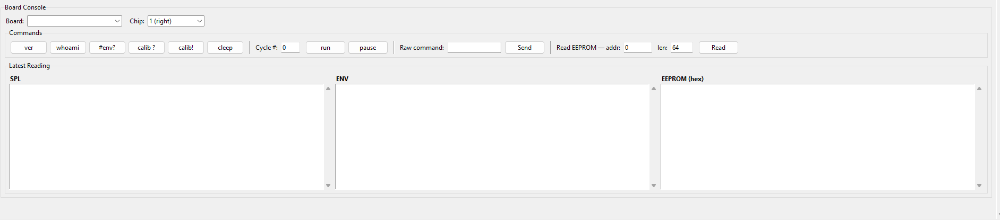 Board Console
Board: Chip: 1 (right)
Commands
ver whoami #env? calib ? calib! cleep Cycle #: 0 run pause Raw command: Send Read EEPROM — addr: 0 len: 64 Read
Latest Reading
SPL ENV EEPROM (hex)